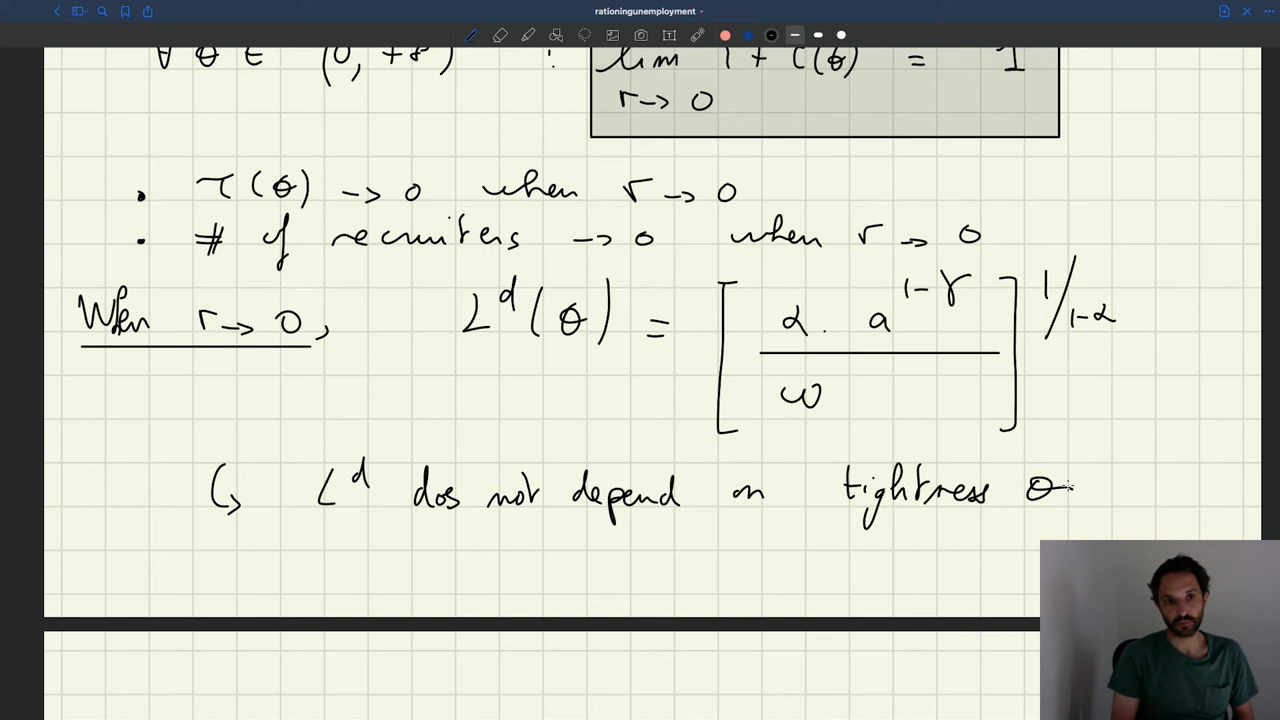 rationingunemployment
∀ θ ∈ (0, +∞) : lim 1 + τ(θ) = 1
r→ 0
• τ(θ) → 0 when r → 0
• # of recruiters → 0 when r → 0
When r → 0, L^d(θ) = [ α · a^{1-γ} / ω ]^{1/1-α}
↳ L^d does not depend on tightness θ